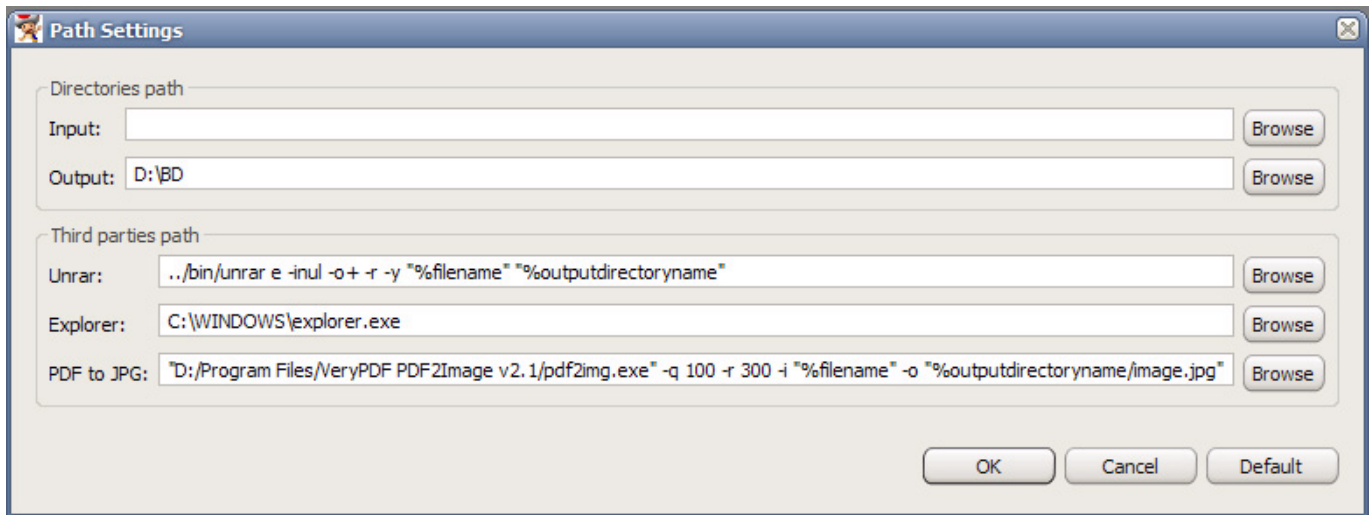 Path Settings
Directories path
Input: Browse
Output: D:\BD Browse
Third parties path
Unrar: ../bin/unrar e -inul -o+ -r -y "%filename" "%outputdirectoryname" Browse
Explorer: C:\WINDOWS\explorer.exe Browse
PDF to JPG: "D:/Program Files/VeryPDF PDF2Image v2.1/pdf2img.exe" -q 100 -r 300 -i "%filename" -o "%outputdirectoryname/image.jpg" Browse
OK Cancel Default